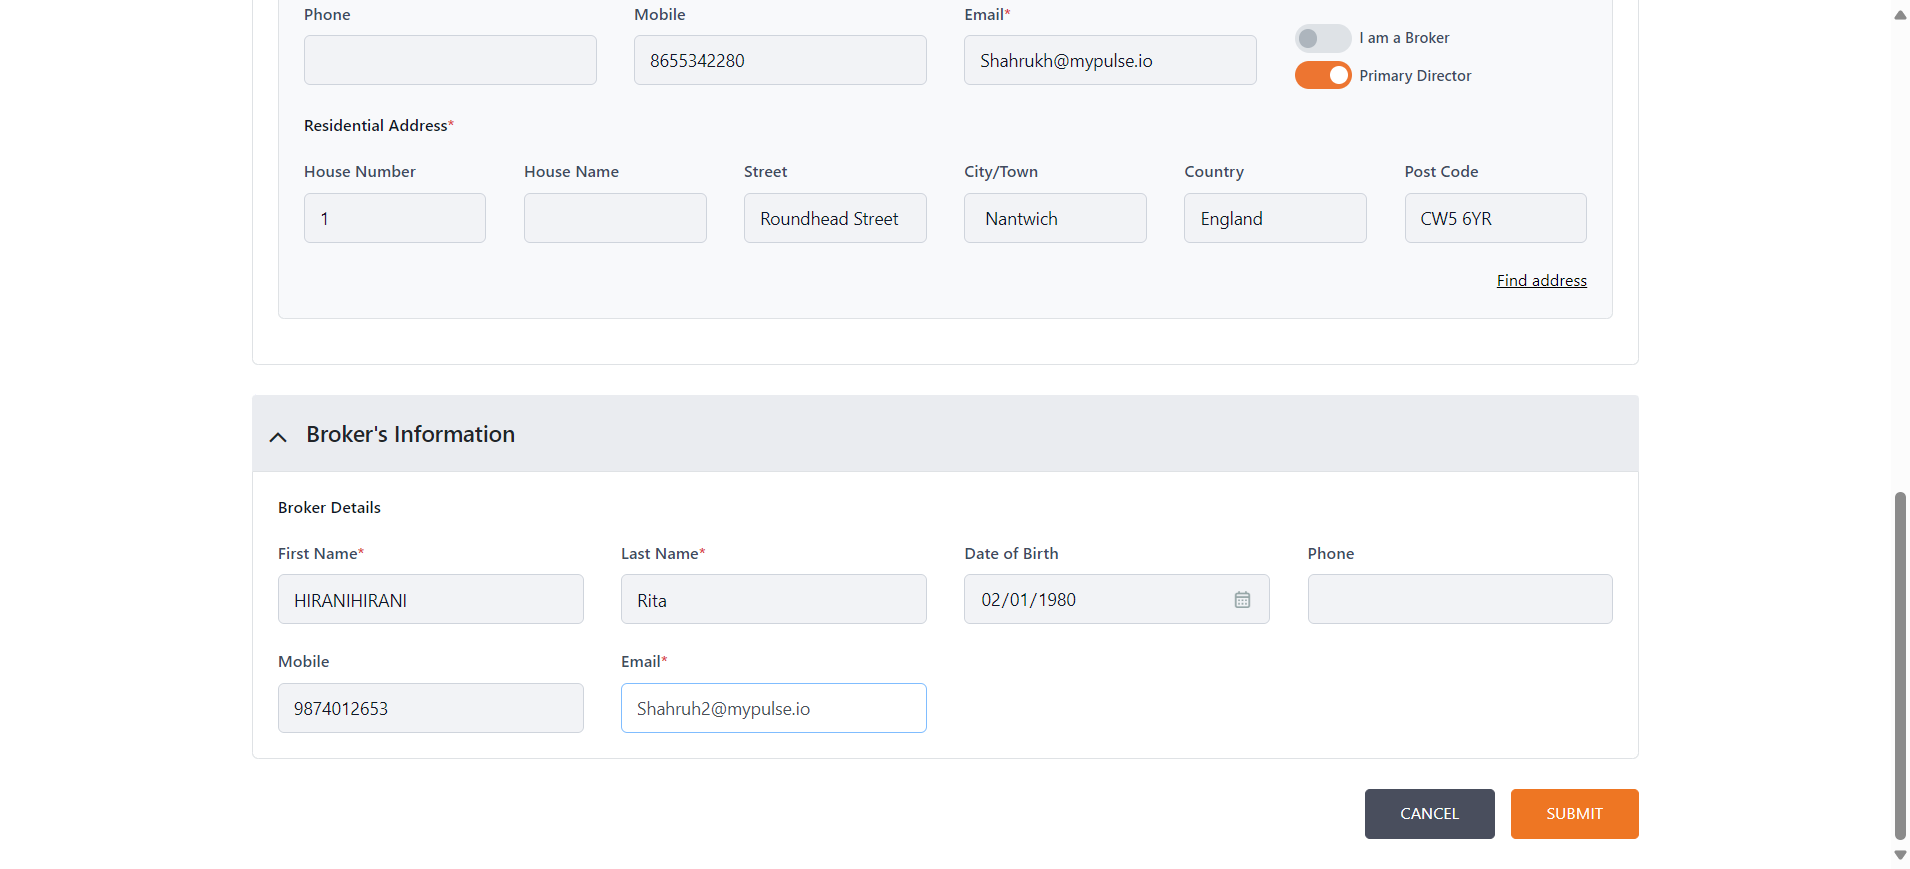 Phone Mobile Email*
8655342280 Shahrukh@mypulse.io
I am a Broker
Primary Director
Residential Address*
House Number House Name Street City/Town Country Post Code
1 Roundhead Street Nantwich England CW5 6YR
Find address
Broker's Information
Broker Details
First Name* Last Name* Date of Birth Phone
HIRANIHIRANI Rita 02/01/1980
Mobile Email*
9874012653 Shahruh2@mypulse.io
CANCEL SUBMIT